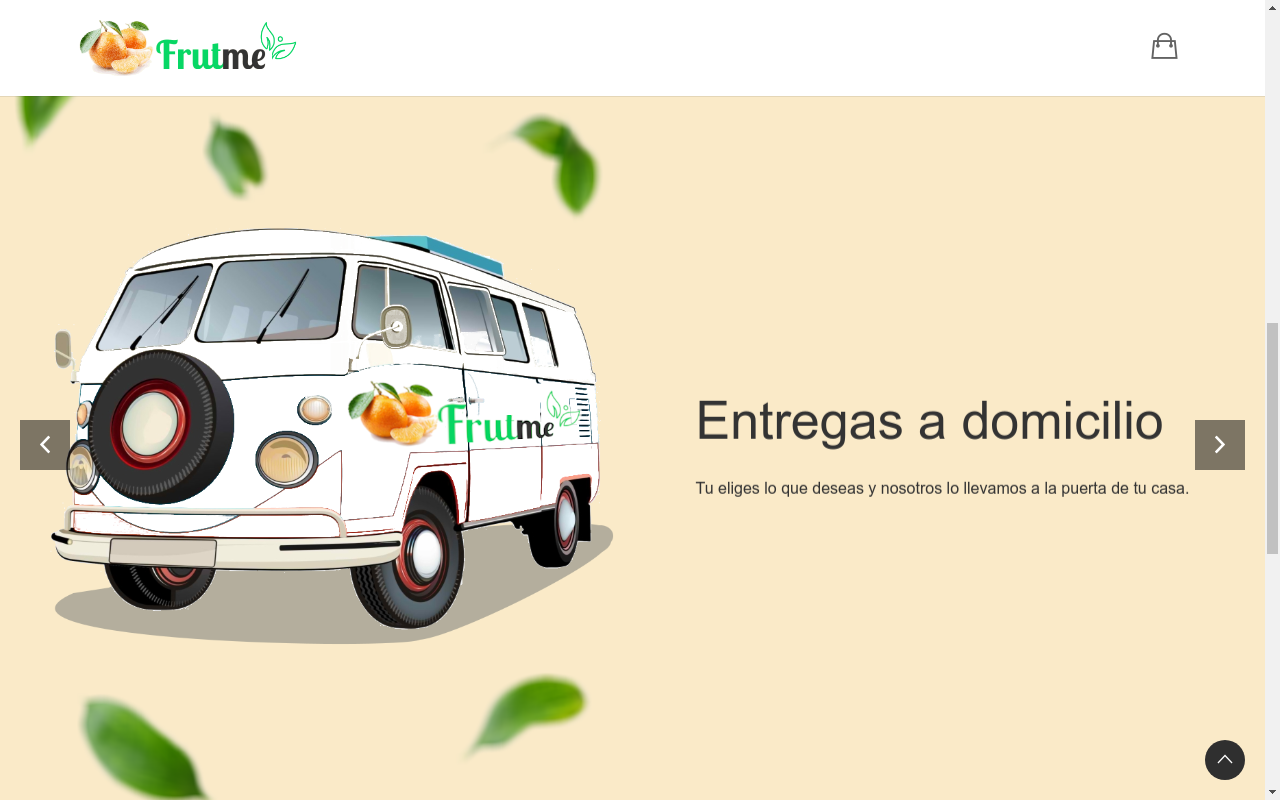 Frutme
Frutme
Entregas a domicilio
Tu eliges lo que deseas y nosotros lo llevamos a la puerta de tu casa.